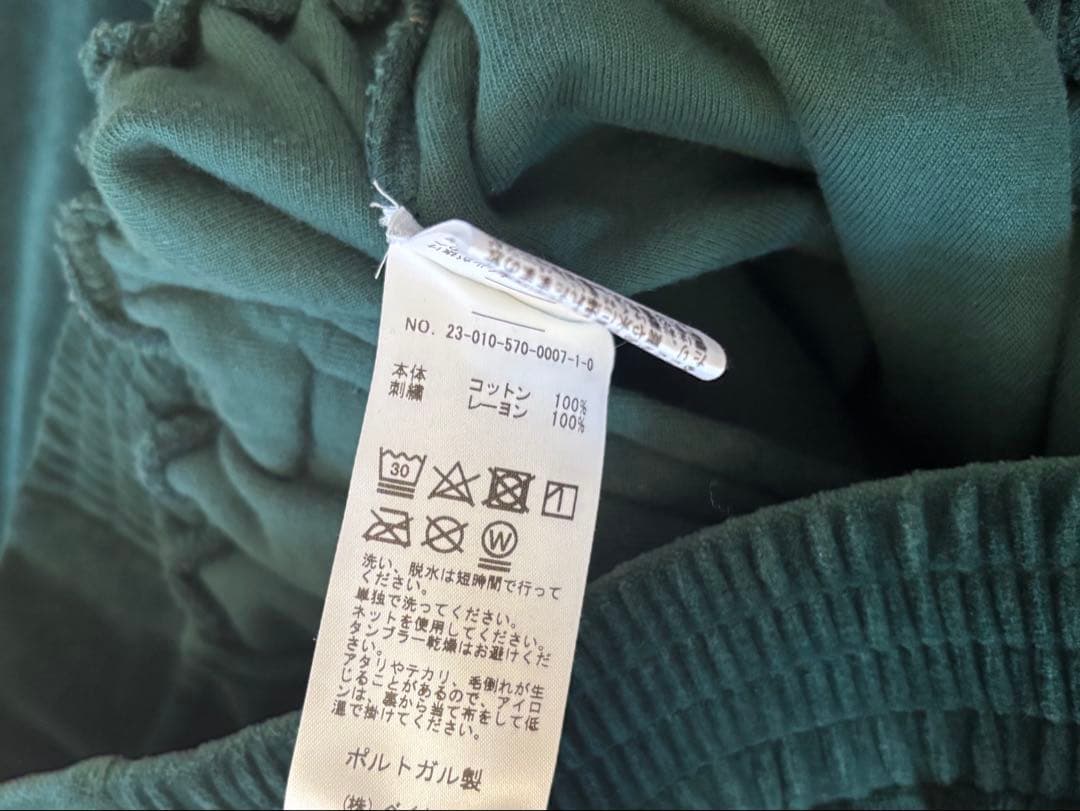 NO. 23-010-570-0007-1-0
本体 コットン 100%
刺繍 レーヨン 100%
30
W
洗い、脱水は短時間で行って
ください。
単独で洗ってください。
ネットを使用してください。
タンブラー乾燥はお避けくだ
さい。
アタリやテカリ、毛倒れが生
じることがあるので、アイロ
ンは、裏から当て布をして低
温で掛けてください。
ポルトガル製
(株)